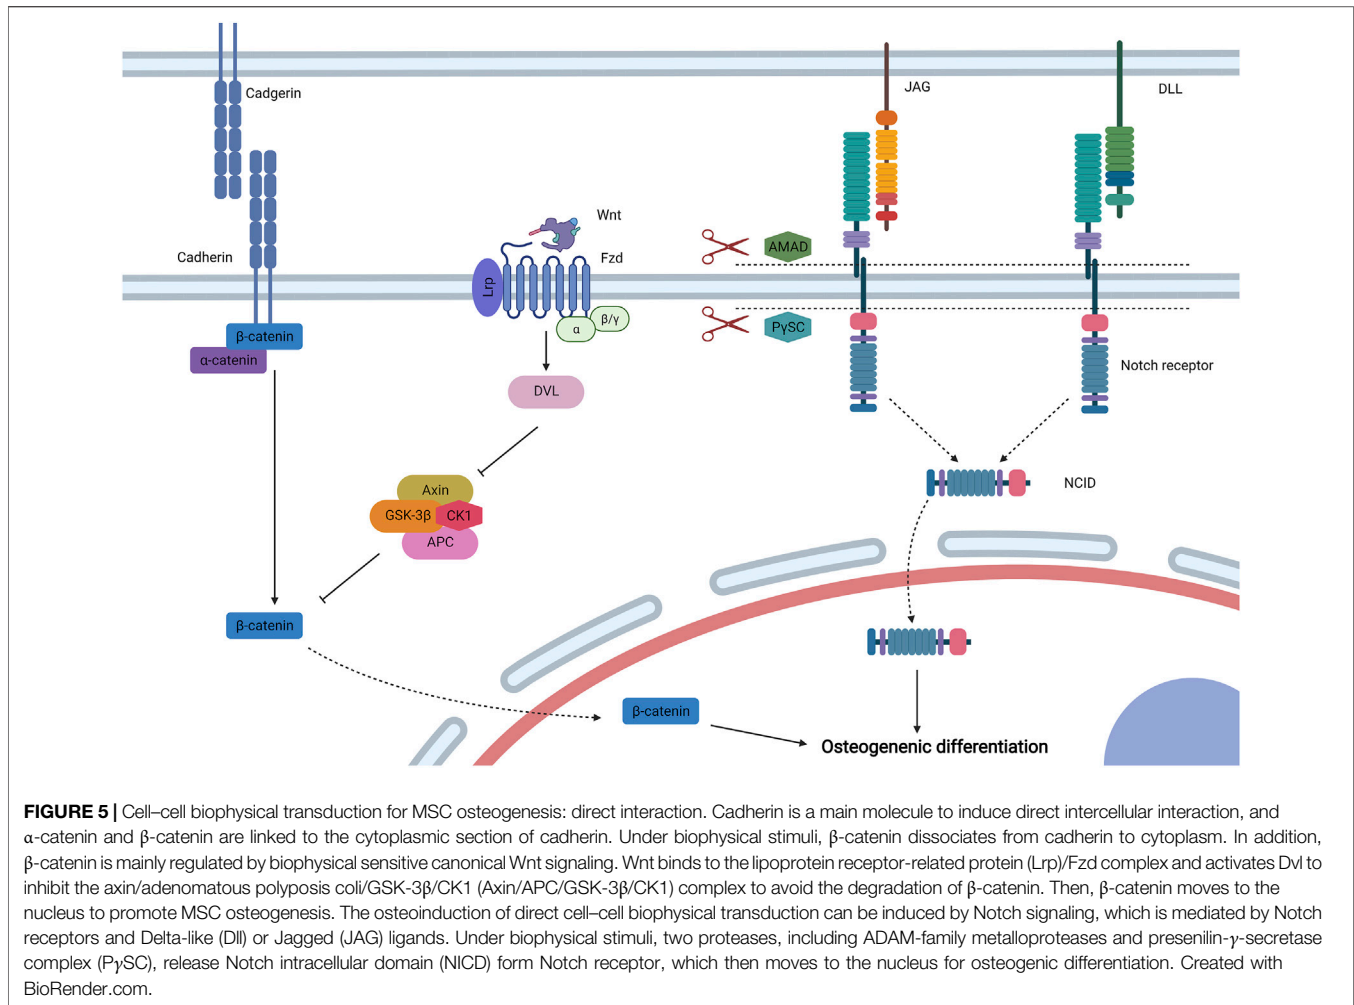 Cadgerin
JAG
DLL
Wnt
Cadherin
Fzd
AMAD
Lrp
β/γ
α
PγSC
β-catenin
α-catenin
Notch receptor
DVL
Axin
GSK-3β
CK1
APC
NCID
β-catenin
β-catenin
Osteogenenic differentiation
FIGURE 5 | Cell–cell biophysical transduction for MSC osteogenesis: direct interaction. Cadherin is a main molecule to induce direct intercellular interaction, and
α-catenin and β-catenin are linked to the cytoplasmic section of cadherin. Under biophysical stimuli, β-catenin dissociates from cadherin to cytoplasm. In addition,
β-catenin is mainly regulated by biophysical sensitive canonical Wnt signaling. Wnt binds to the lipoprotein receptor-related protein (Lrp)/Fzd complex and activates Dvl to
inhibit the axin/adenomatous polyposis coli/GSK-3β/CK1 (Axin/APC/GSK-3β/CK1) complex to avoid the degradation of β-catenin. Then, β-catenin moves to the
nucleus to promote MSC osteogenesis. The osteoinduction of direct cell–cell biophysical transduction can be induced by Notch signaling, which is mediated by Notch
receptors and Delta-like (Dll) or Jagged (JAG) ligands. Under biophysical stimuli, two proteases, including ADAM-family metalloproteases and presenilin-γ-secretase
complex (PγSC), release Notch intracellular domain (NICD) form Notch receptor, which then moves to the nucleus for osteogenic differentiation. Created with
BioRender.com.